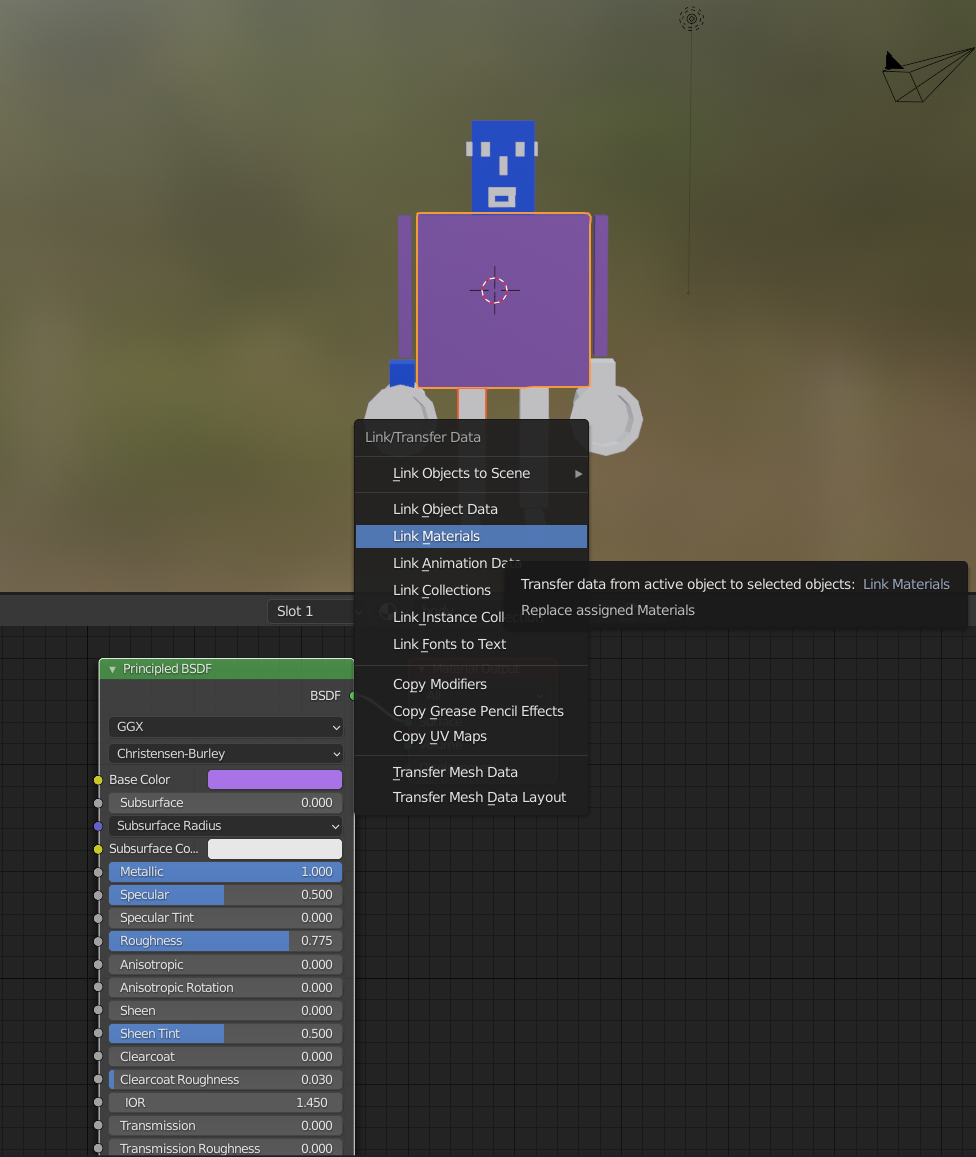 Link/Transfer Data
Link Objects to Scene
Link Object Data
Link Materials
Link Animation Data
Link Collections
Link Instance Coll
Link Fonts to Text
Copy Modifiers
Copy Grease Pencil Effects
Copy UV Maps
Transfer Mesh Data
Transfer Mesh Data Layout
Transfer data from active object to selected objects: Link Materials
Replace assigned Materials
Slot 1
Material Output
Principled BSDF
BSDF
GGX
Christensen-Burley
Base Color
Subsurface 0.000
Subsurface Radius
Subsurface Co...
Metallic 1.000
Specular 0.500
Specular Tint 0.000
Roughness 0.775
Anisotropic 0.000
Anisotropic Rotation 0.000
Sheen 0.000
Sheen Tint 0.500
Clearcoat 0.000
Clearcoat Roughness 0.030
IOR 1.450
Transmission 0.000
Transmission Roughness 0.000